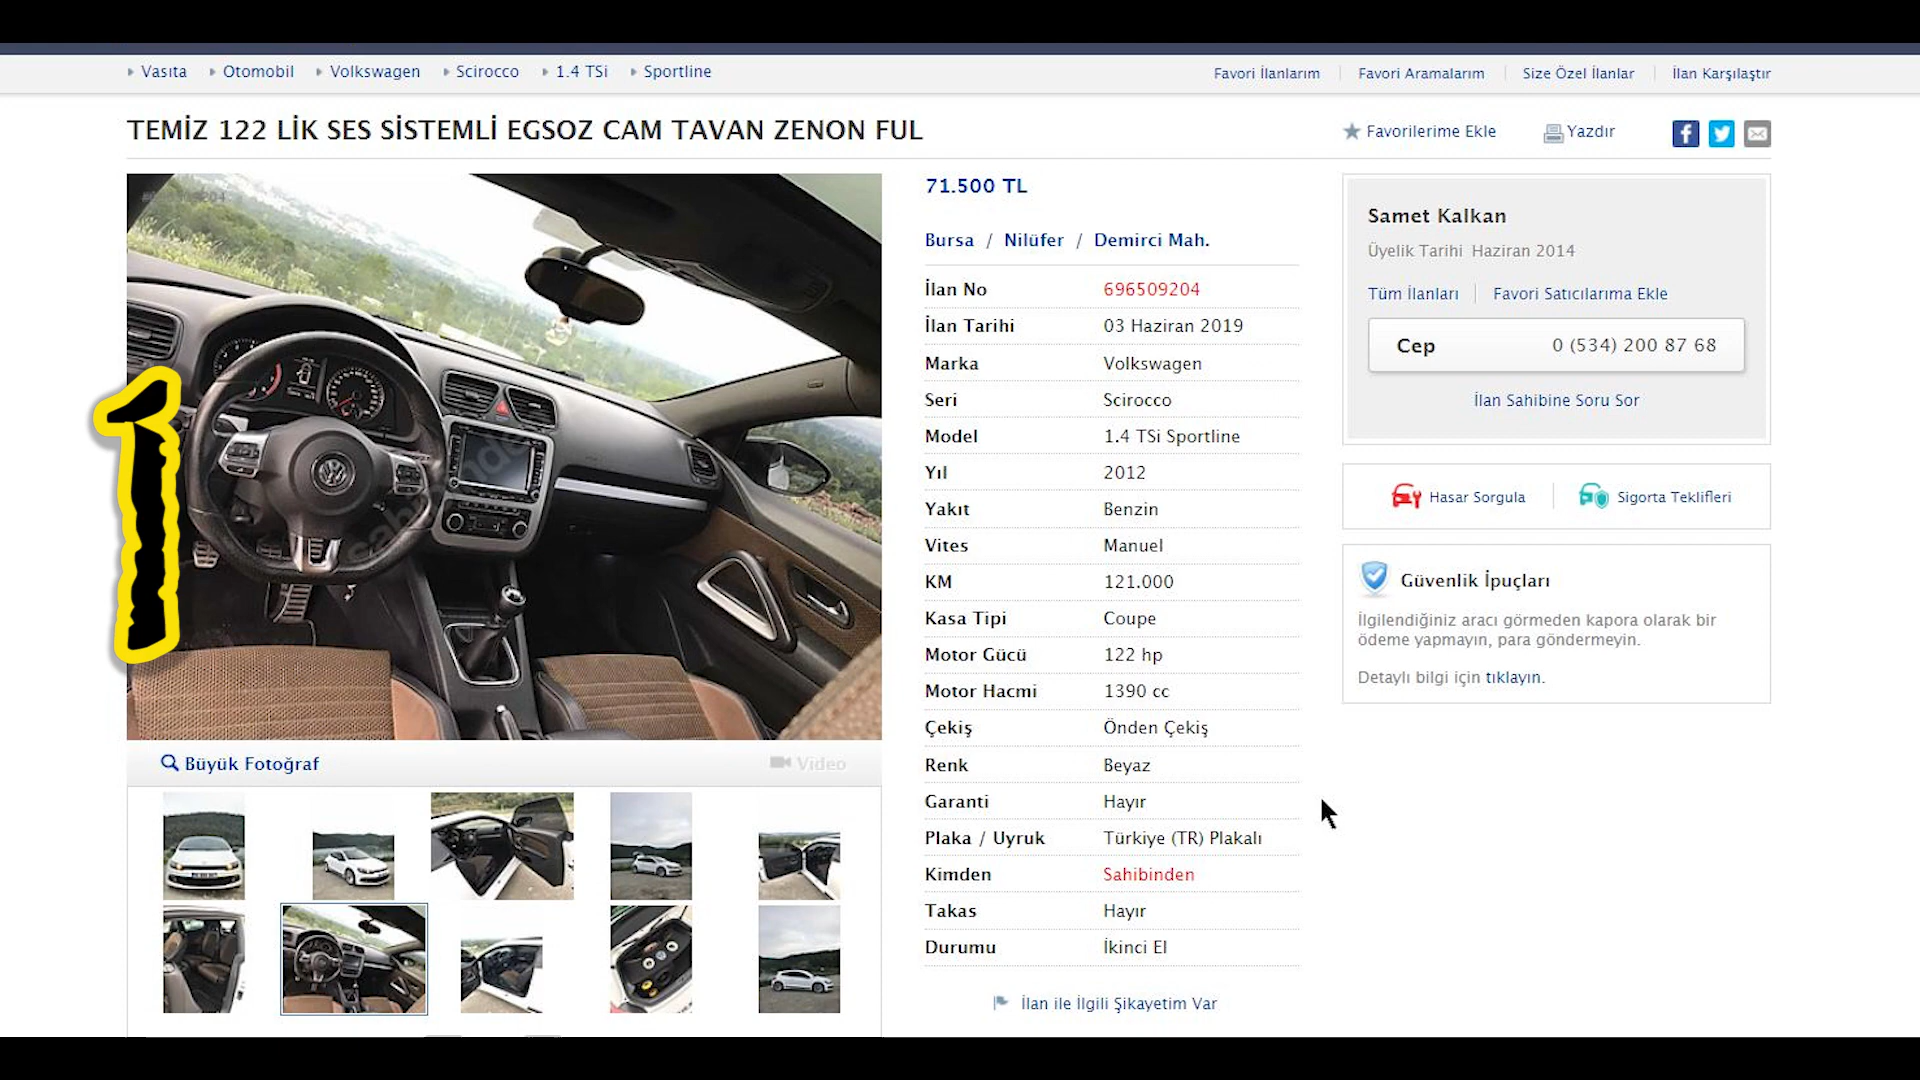 Vasıta
Otomobil
Volkswagen
Scirocco
1.4 TSi
Sportline
Favori İlanlarım
Favori Aramalarım
Size Özel İlanlar
İlan Karşılaştır
TEMİZ 122 LİK SES SİSTEMLİ EGSOZ CAM TAVAN ZENON FUL
Favorilerime Ekle
Yazdır
71.500 TL
Bursa / Nilüfer / Demirci Mah.
İlan No 696509204
İlan Tarihi 03 Haziran 2019
Marka Volkswagen
Seri Scirocco
Model 1.4 TSi Sportline
Yıl 2012
Yakıt Benzin
Vites Manuel
KM 121.000
Kasa Tipi Coupe
Motor Gücü 122 hp
Motor Hacmi 1390 cc
Çekiş Önden Çekiş
Renk Beyaz
Garanti Hayır
Plaka / Uyruk Türkiye (TR) Plakalı
Kimden Sahibinden
Takas Hayır
Durumu İkinci El
İlan ile İlgili Şikayetim Var
Samet Kalkan
Üyelik Tarihi Haziran 2014
Tüm İlanları
Favori Satıcılarıma Ekle
Cep 0 (534) 200 87 68
İlan Sahibine Soru Sor
Hasar Sorgula
Sigorta Teklifleri
Güvenlik İpuçları
İlgilendiğiniz aracı görmeden kapora olarak bir
ödeme yapmayın, para göndermeyin.
Detaylı bilgi için tıklayın.
1
Büyük Fotoğraf
Video